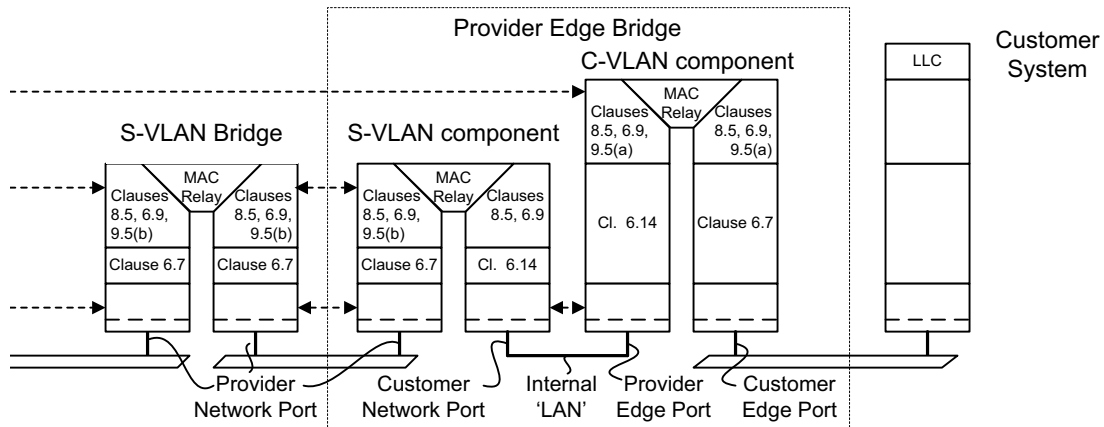 Provider Edge Bridge
C-VLAN component
Customer
System
LLC
MAC
Relay
Clauses
8.5, 6.9,
9.5(a)
Clauses
8.5, 6.9,
9.5(a)
S-VLAN Bridge
S-VLAN component
MAC
Relay
Clauses
8.5, 6.9,
9.5(b)
Clauses
8.5, 6.9,
9.5(b)
MAC
Relay
Clauses
8.5, 6.9,
9.5(b)
Clauses
8.5, 6.9
Cl. 6.14
Clause 6.7
Clause 6.7
Clause 6.7
Clause 6.7
Cl. 6.14
Provider
Network Port
Customer
Network Port
Internal
‘LAN’
Provider
Edge Port
Customer
Edge Port